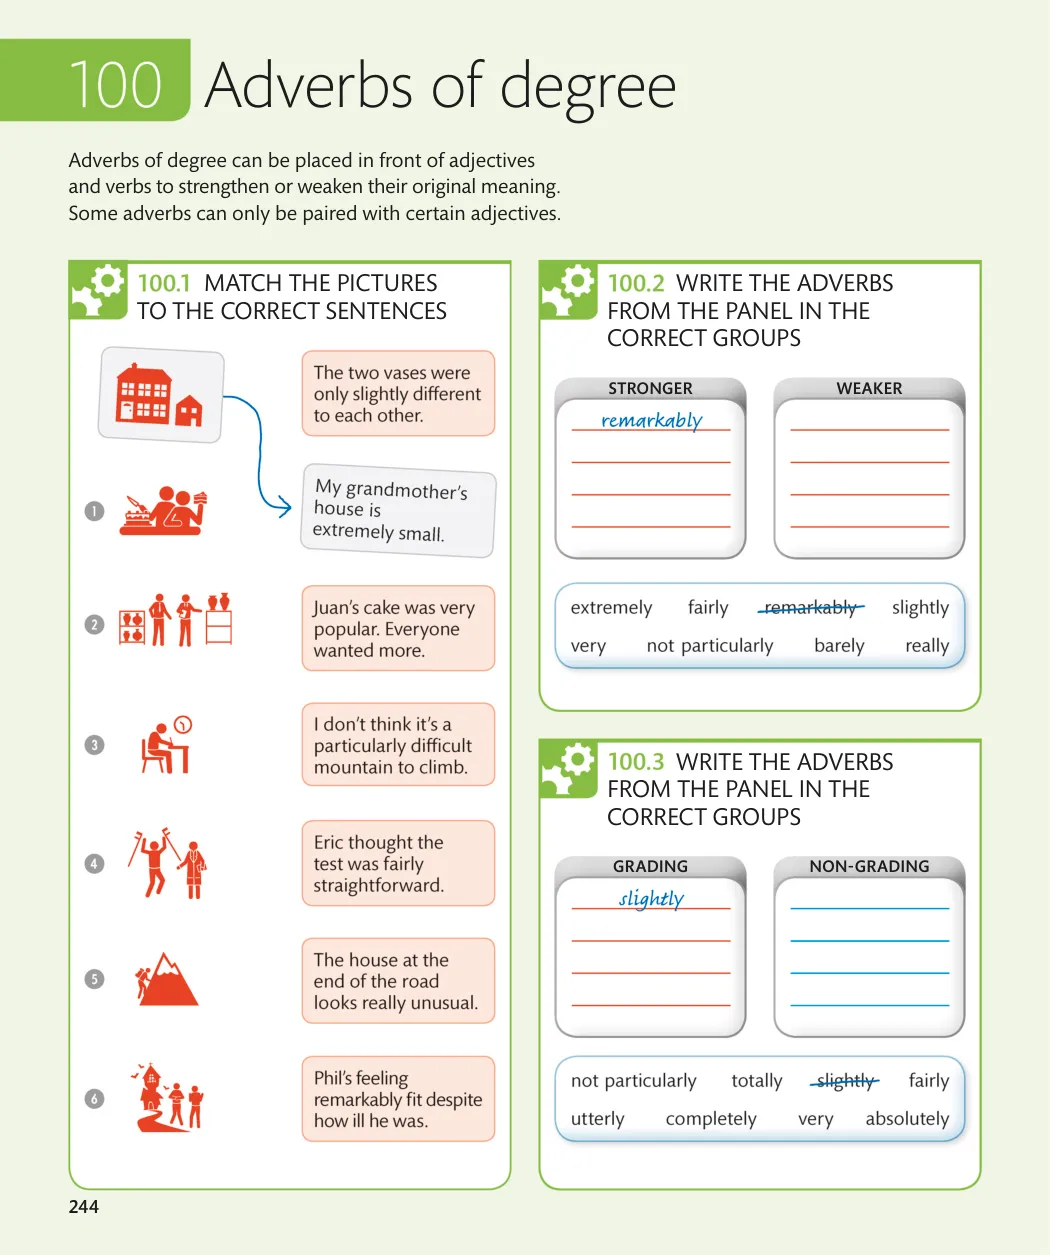 100 Adverbs of degree
Adverbs of degree can be placed in front of adjectives
and verbs to strengthen or weaken their original meaning.
Some adverbs can only be paired with certain adjectives.
100.1 MATCH THE PICTURES
TO THE CORRECT SENTENCES
The two vases were
only slightly different
to each other.
My grandmother's
house is
extremely small.
1
2
Juan's cake was very
popular. Everyone
wanted more.
3
I don't think it's a
particularly difficult
mountain to climb.
4
Eric thought the
test was fairly
straightforward.
5
The house at the
end of the road
looks really unusual.
6
Phil's feeling
remarkably fit despite
how ill he was.
100.2 WRITE THE ADVERBS
FROM THE PANEL IN THE
CORRECT GROUPS
STRONGER WEAKER
remarkably
extremely fairly remarkably slightly
very not particularly barely really
100.3 WRITE THE ADVERBS
FROM THE PANEL IN THE
CORRECT GROUPS
GRADING NON-GRADING
slightly
not particularly totally slightly fairly
utterly completely very absolutely
244